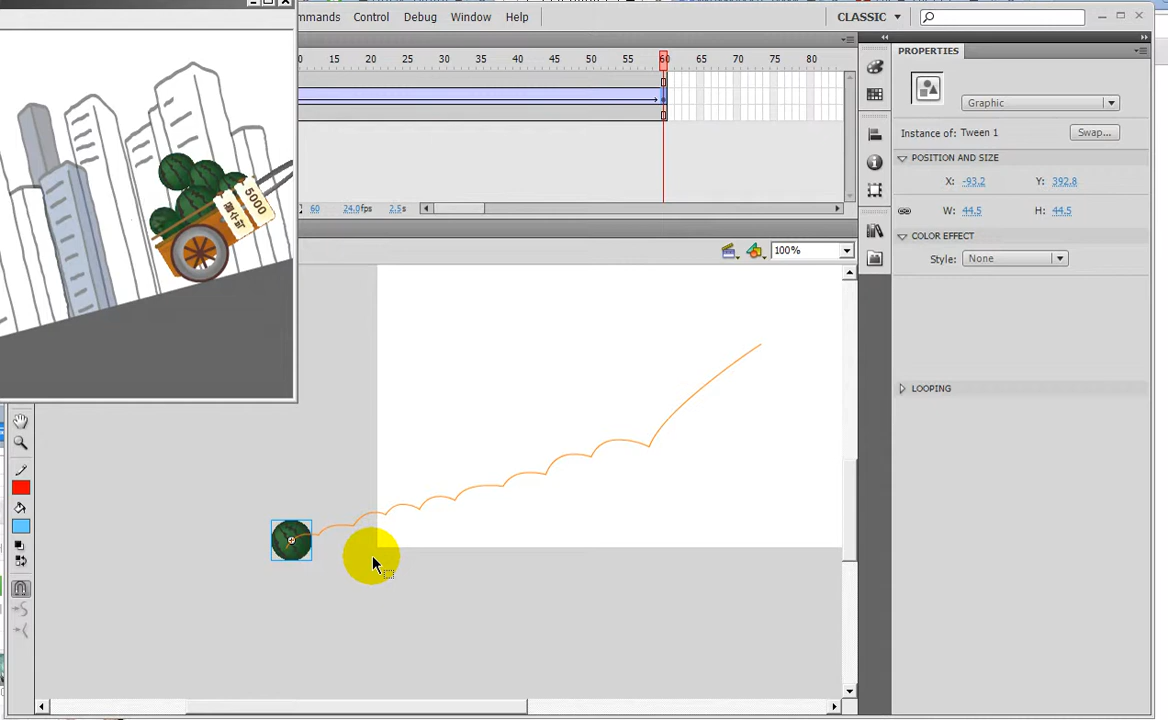 mmands Control Debug Window Help CLASSIC
0 15 20 25 30 35 40 45 50 55 60 65 70 75 80
PROPERTIES
Graphic
Instance of: Tween 1 Swap...
POSITION AND SIZE
X: -93.2 Y: 392.8
W: 44.5 H: 44.5
COLOR EFFECT
Style: None
LOOPING
60 24.0fps 2.5s
100%
5000